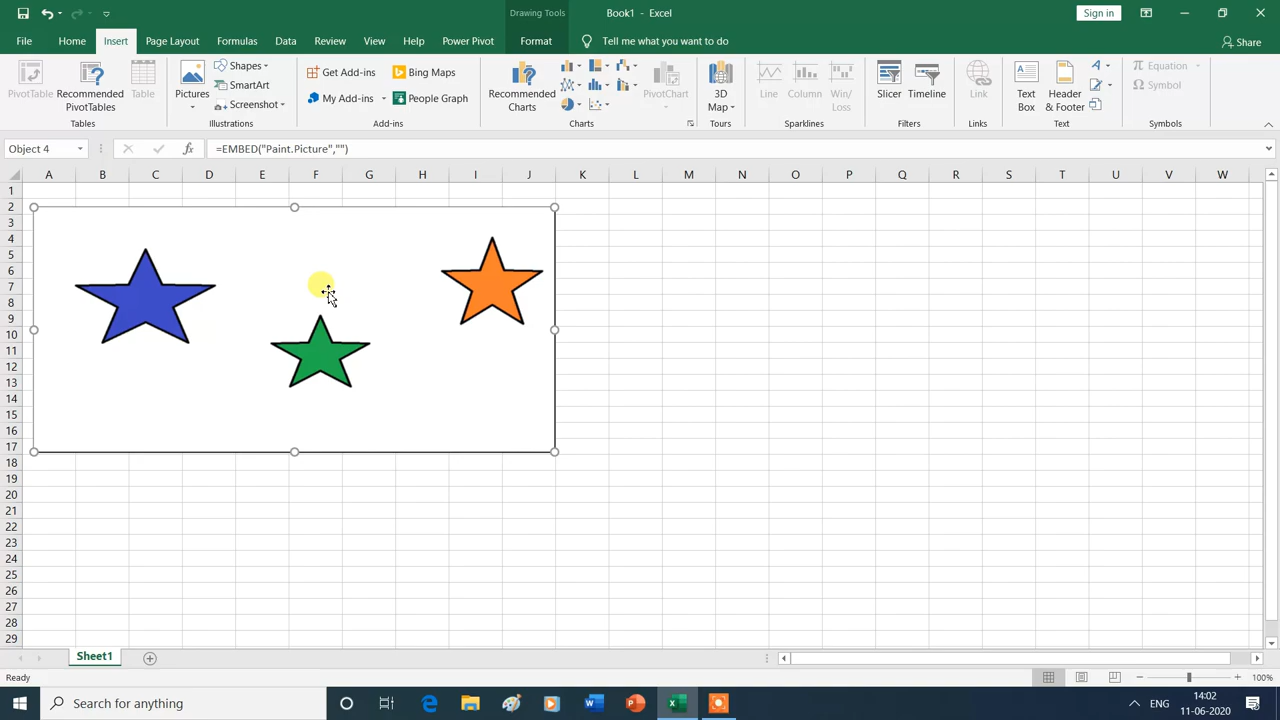 Drawing Tools
Book1 - Excel
Sign in
File Home Insert Page Layout Formulas Data Review View Help Power Pivot Format Tell me what you want to do Share
PivotTable
Recommended PivotTables
Table
Tables
Pictures
Shapes
SmartArt
Screenshot
Illustrations
Get Add-ins
My Add-ins
Bing Maps
People Graph
Add-ins
Recommended Charts
PivotChart
Charts
3D Map
Tours
Line
Column
Win/Loss
Sparklines
Slicer
Timeline
Filters
Link
Links
Text Box
Header & Footer
Text
Equation
Symbol
Symbols
Object 4 fx =EMBED("Paint.Picture","")
A B C D E F G H I J K L M N O P Q R S T U V W
1
2
3
4
5
6
7
8
9
10
11
12
13
14
15
16
17
18
19
20
21
22
23
24
25
26
27
28
29
Sheet1
Ready 100%
Search for anything
ENG
14:02
11-06-2020